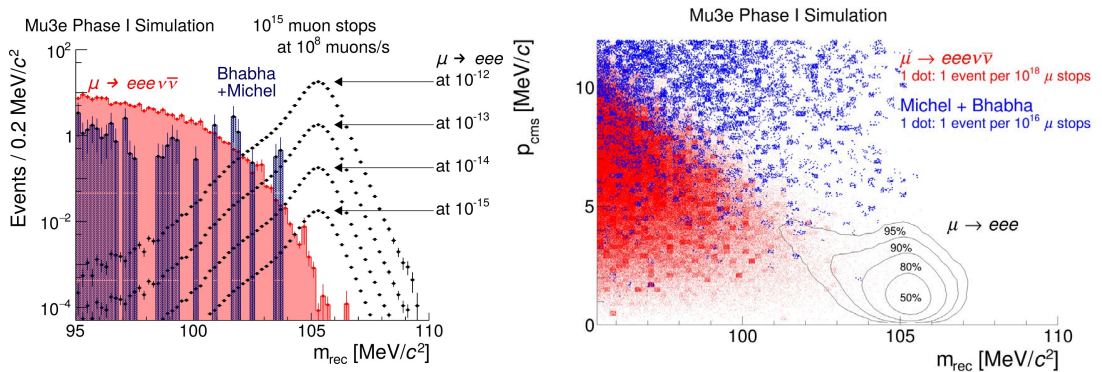 Mu3e Phase I Simulation
10¹⁵ muon stops
at 10⁸ muons/s
μ → eee
μ → eeeνν̅
Bhabha
+Michel
at 10⁻¹²
at 10⁻¹³
at 10⁻¹⁴
at 10⁻¹⁵
Events / 0.2 MeV/c²
10²
1
10⁻²
10⁻⁴
95
100
105
110
m_rec [MeV/c²]
Mu3e Phase I Simulation
μ → eeeνν̅
1 dot: 1 event per 10¹⁸ μ stops
Michel + Bhabha
1 dot: 1 event per 10¹⁶ μ stops
p_cms [MeV/c]
10
5
0
μ → eee
95%
90%
80%
50%
100
105
110
m_rec [MeV/c²]